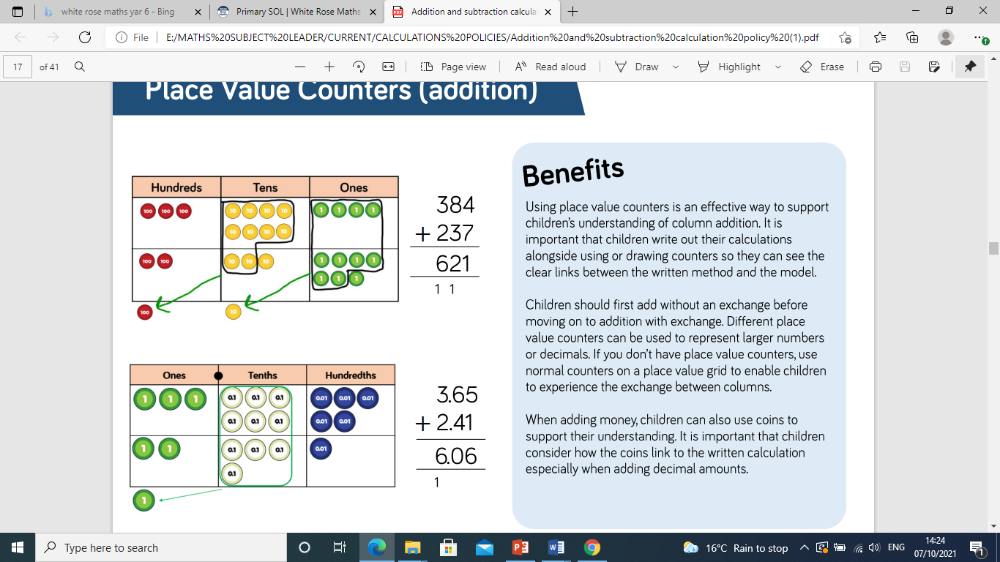 white rose maths yar 6 - Bing
Primary SOL | White Rose Maths
Addition and subtraction calcula
File
E:/MATHS%20SUBJECT%20LEADER/CURRENT/CALCULATIONS%20POLICIES/Addition%20and%20subtraction%20calculation%20policy%20(1).pdf
17 of 41
Page view
Read aloud
Draw
Highlight
Erase
Place Value Counters (addition)
Hundreds Tens Ones
100 100 100 10 10 10 10 1 1 1 1
10 10 10 10
100 100 10 10 10 1 1 1 1
1 1 1
100 10
384
+ 237
621
1 1
Ones Tenths Hundredths
1 1 1 0.1 0.1 0.1 0.01 0.01 0.01
0.1 0.1 0.1 0.01 0.01
1 1 0.1 0.1 0.1 0.01
0.1
1
3.65
+ 2.41
6.06
1
Benefits
Using place value counters is an effective way to support
children's understanding of column addition. It is
important that children write out their calculations
alongside using or drawing counters so they can see the
clear links between the written method and the model.
Children should first add without an exchange before
moving on to addition with exchange. Different place
value counters can be used to represent larger numbers
or decimals. If you don't have place value counters, use
normal counters on a place value grid to enable children
to experience the exchange between columns.
When adding money, children can also use coins to
support their understanding. It is important that children
consider how the coins link to the written calculation
especially when adding decimal amounts.
Type here to search
16°C Rain to stop
ENG
14:24
07/10/2021
1